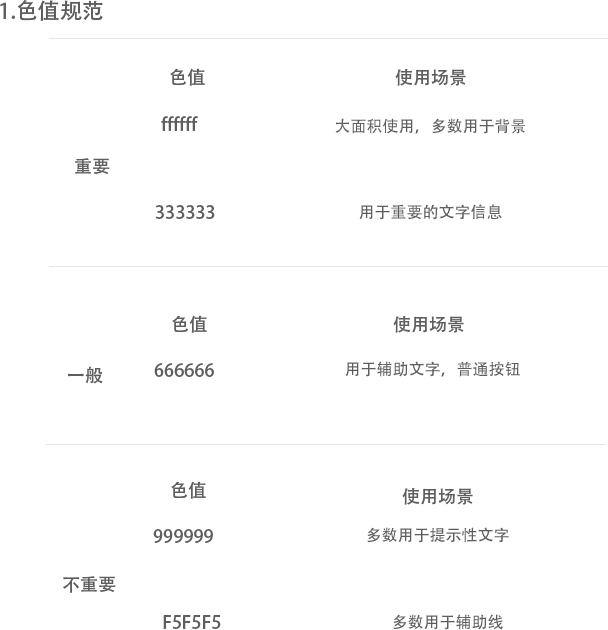 1.色值规范
色值 使用场景
ffffff 大面积使用，多数用于背景
重要
333333 用于重要的文字信息
色值 使用场景
一般 666666 用于辅助文字，普通按钮
色值 使用场景
999999 多数用于提示性文字
不重要
F5F5F5 多数用于辅助线